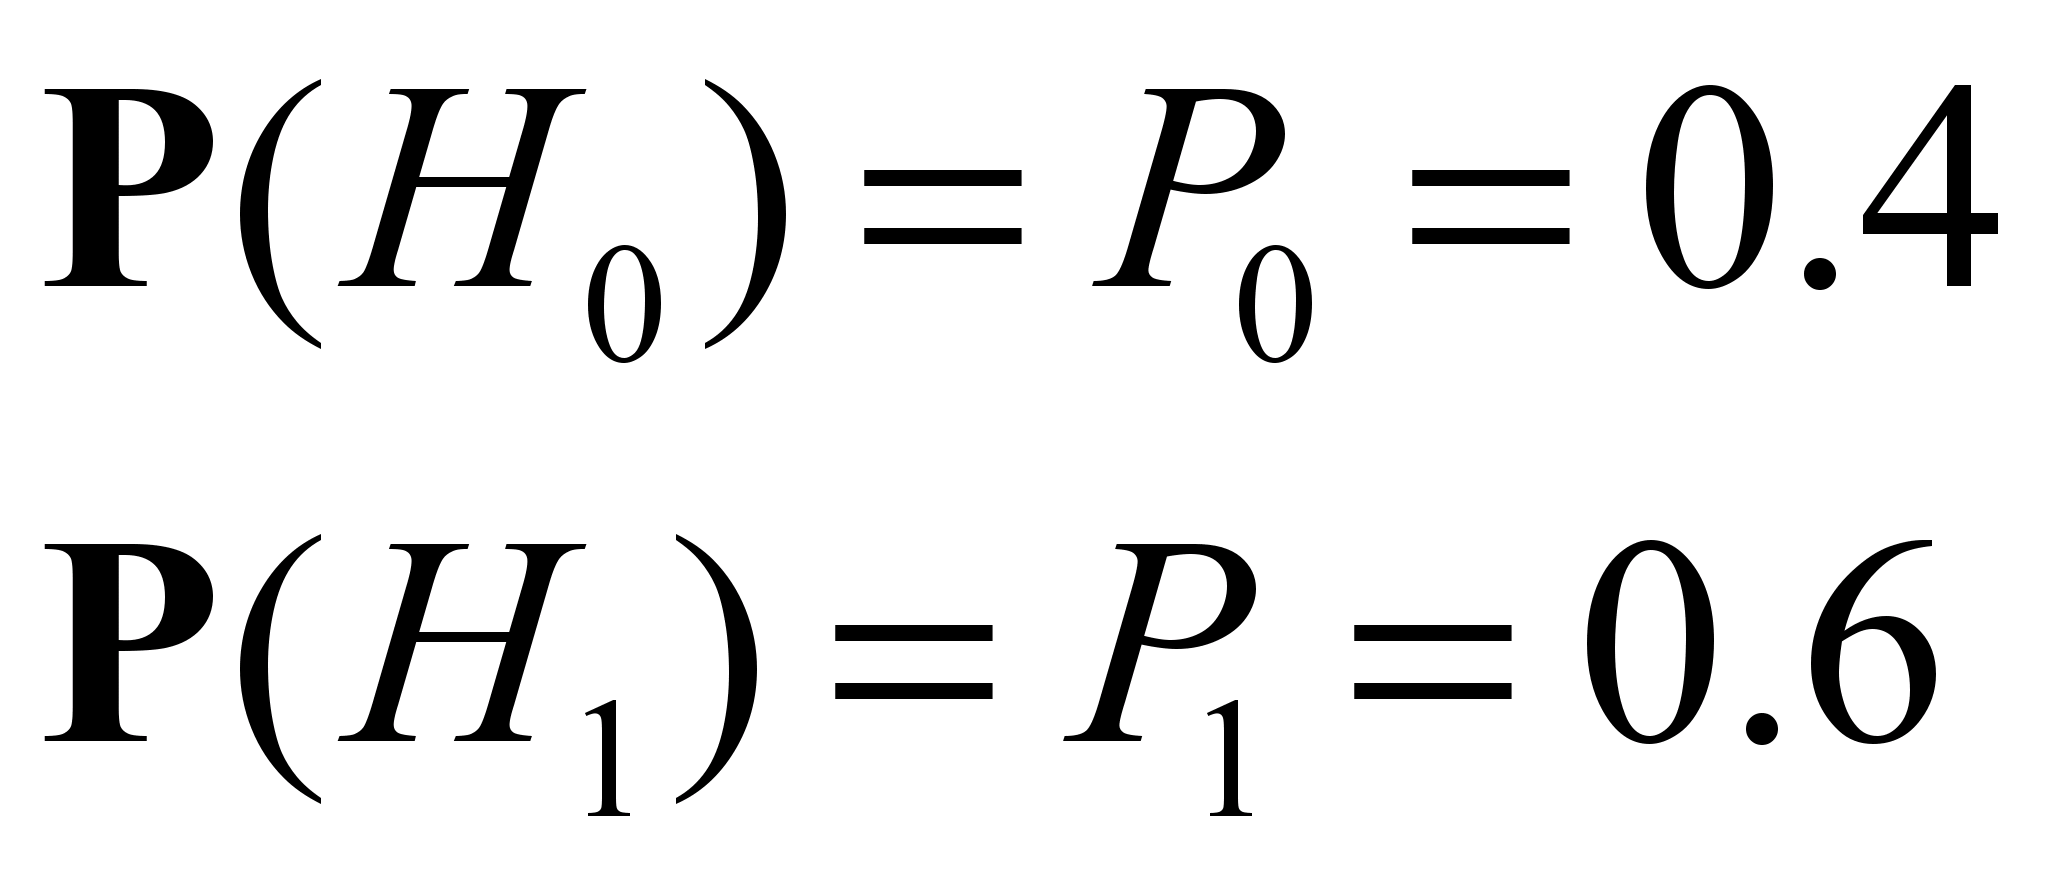 P(H₀) = P₀ = 0.4
P(H₁) = P₁ = 0.6